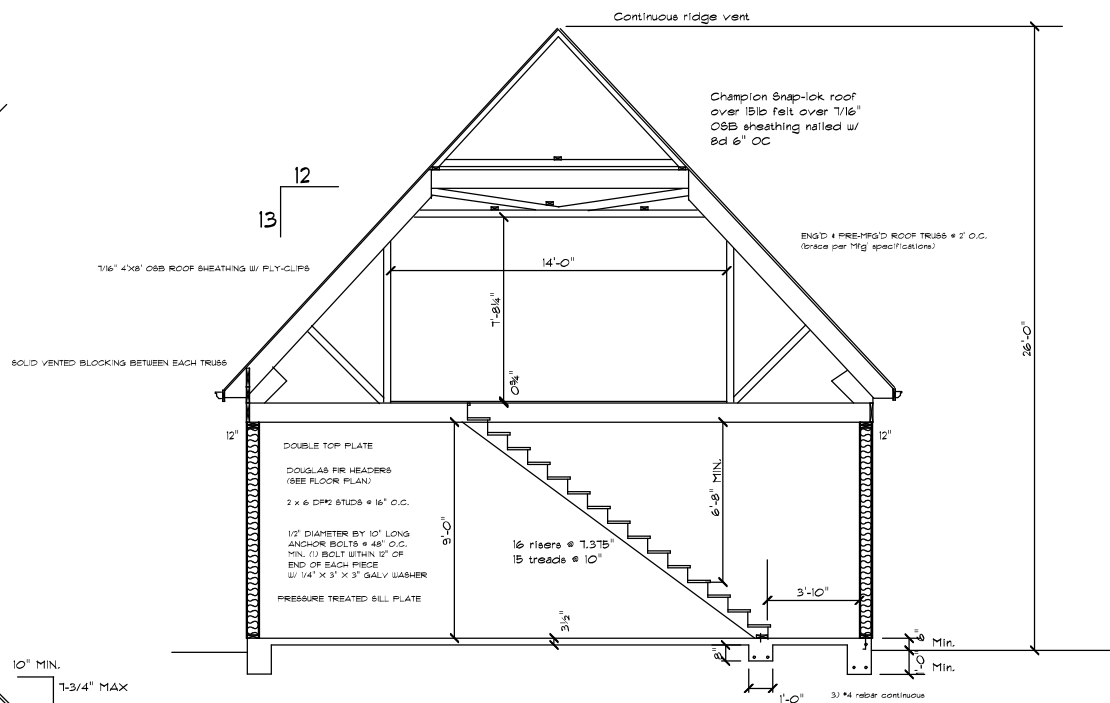 Continuous ridge vent
Champion Snap-lok roof
over 15lb felt over 7/16"
OSB sheathing nailed w/
8d 6" OC
12
13
ENG'D & PRE-MFG'D ROOF TRUSS @ 2' O.C.
(brace per Mfg' specifications)
7/16" 4'X8' OSB ROOF SHEATHING W/ PLY-CLIPS
14'-0"
7'-8¼"
26'-0"
SOLID VENTED BLOCKING BETWEEN EACH TRUSS
0¾"
12"
12"
DOUBLE TOP PLATE
DOUGLAS FIR HEADERS
(SEE FLOOR PLAN)
2 x 6 DF#2 STUDS @ 16" O.C.
1/2" DIAMETER BY 10" LONG
ANCHOR BOLTS @ 48" O.C.
MIN. (1) BOLT WITHIN 12" OF
END OF EACH PIECE
W/ 1/4" X 3" X 3" GALV WASHER
PRESSURE TREATED SILL PLATE
9'-0"
6'-8" MIN.
16 risers @ 7.375"
15 treads @ 10"
3'-10"
3½"
8"
6" Min.
1'-0" Min.
10" MIN.
7-3/4" MAX
1'-0"
3) #4 rebar continuous